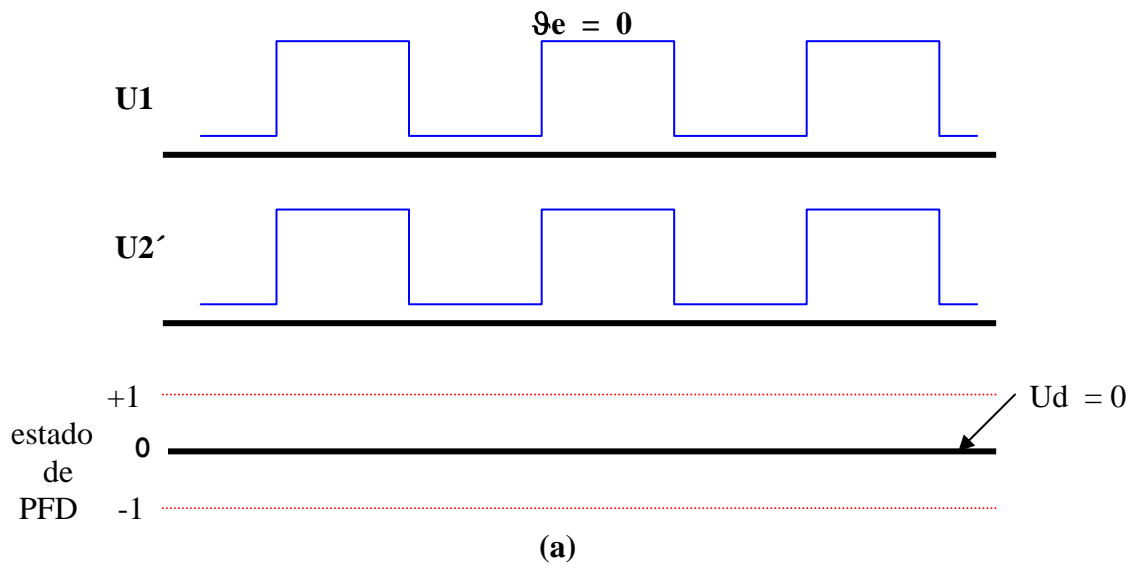 ϑe = 0
U1
U2´
+1
Ud = 0
estado
0
de
PFD
-1
(a)